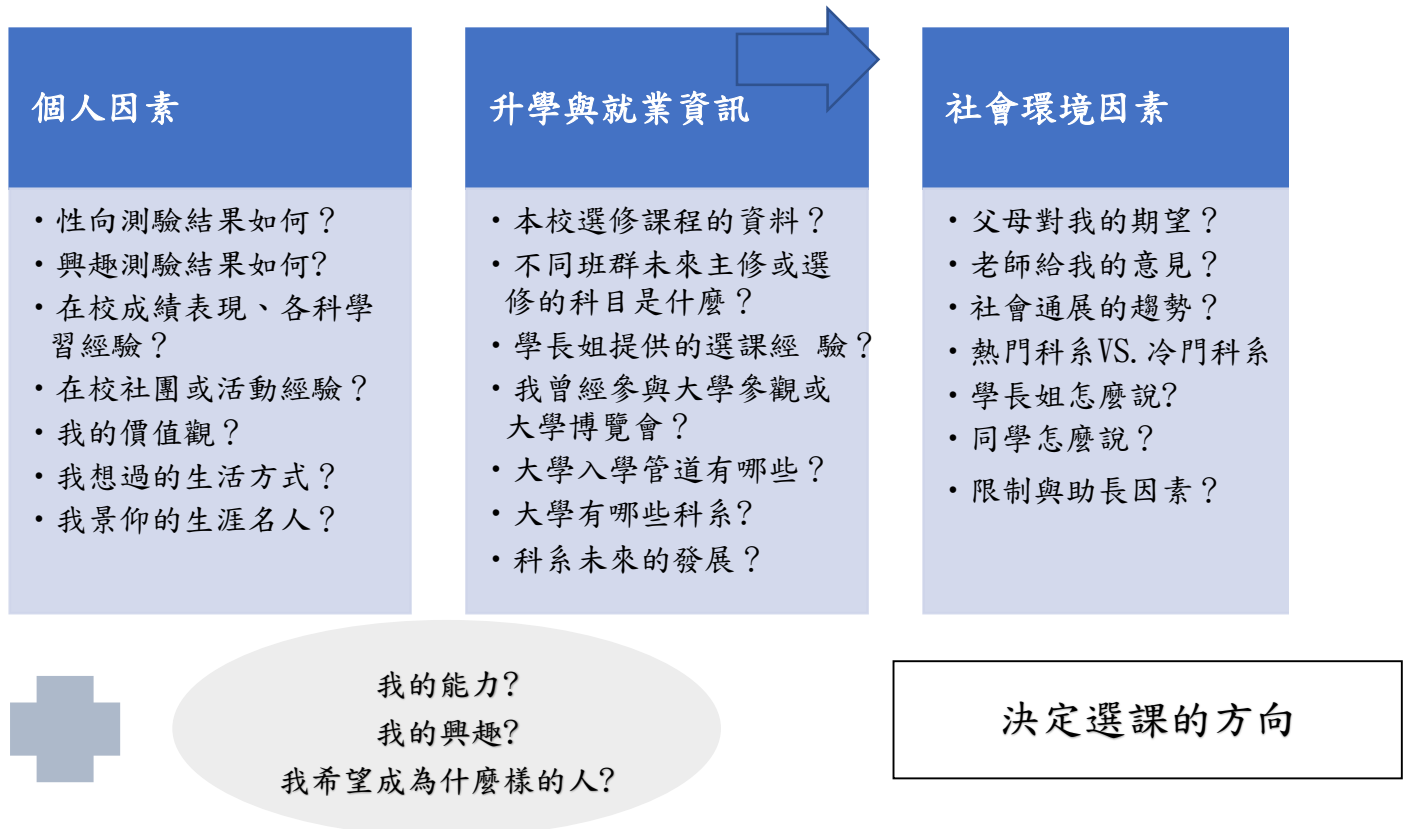 個人因素
・性向測驗結果如何？
・興趣測驗結果如何?
・在校成績表現、各科學
習經驗？
・在校社團或活動經驗？
・我的價值觀？
・我想過的生活方式？
・我景仰的生涯名人？
升學與就業資訊
・本校選修課程的資料？
・不同班群未來主修或選
修的科目是什麼？
・學長姐提供的選課經 驗？
・我曾經參與大學參觀或
大學博覽會？
・大學入學管道有哪些？
・大學有哪些科系?
・科系未來的發展？
社會環境因素
・父母對我的期望？
・老師給我的意見？
・社會通展的趨勢？
・熱門科系VS.冷門科系
・學長姐怎麼說?
・同學怎麼說？
・限制與助長因素？
我的能力?
我的興趣?
我希望成為什麼樣的人?
決定選課的方向